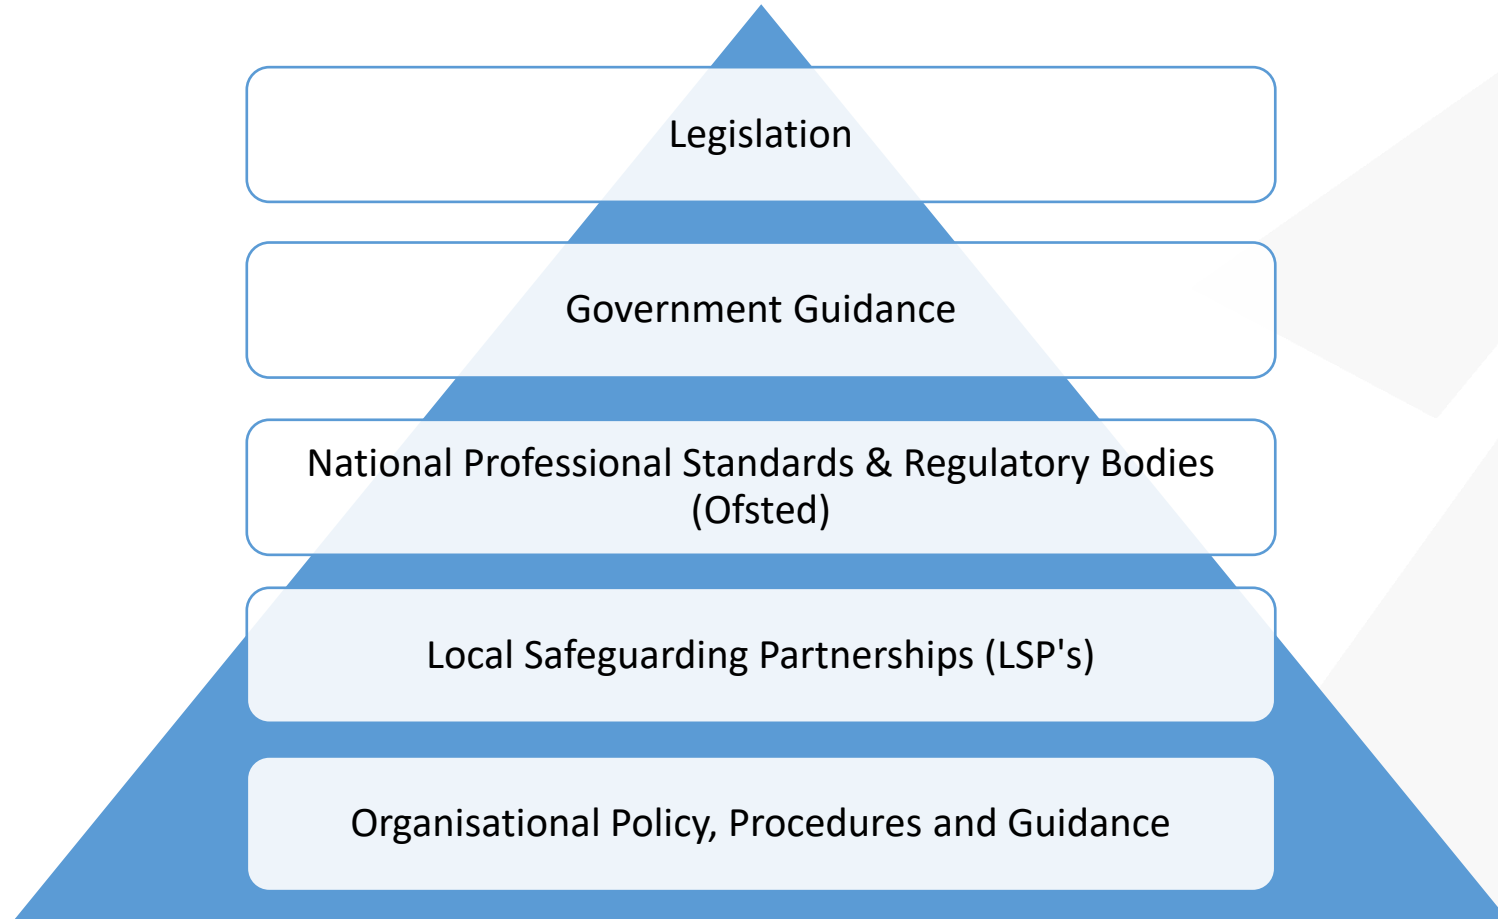 Legislation
Government Guidance
National Professional Standards & Regulatory Bodies
(Ofsted)
Local Safeguarding Partnerships (LSP's)
Organisational Policy, Procedures and Guidance